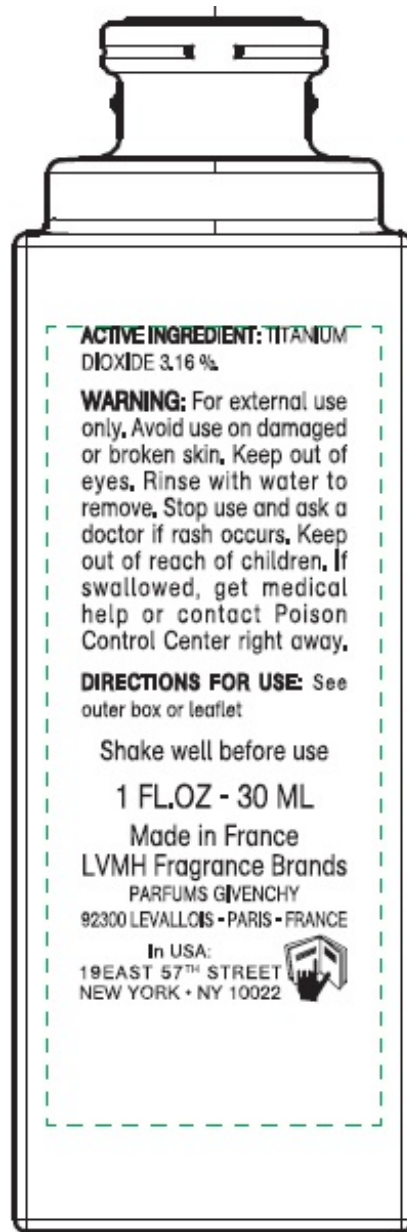 ACTIVE INGREDIENT: TITANIUM
DIOXIDE 3.16 %.
WARNING: For external use
only. Avoid use on damaged
or broken skin. Keep out of
eyes. Rinse with water to
remove. Stop use and ask a
doctor if rash occurs. Keep
out of reach of children. If
swallowed, get medical
help or contact Poison
Control Center right away.
DIRECTIONS FOR USE: See
outer box or leaflet
Shake well before use
1 FL.OZ - 30 ML
Made in France
LVMH Fragrance Brands
PARFUMS GIVENCHY
92300 LEVALLOIS - PARIS - FRANCE
In USA:
19EAST 57TH STREET
NEW YORK • NY 10022